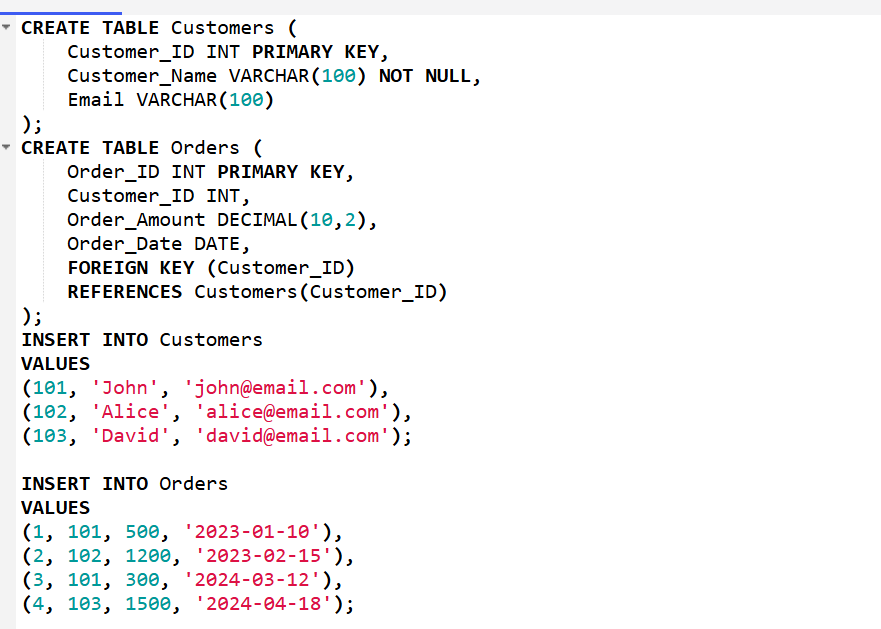 CREATE TABLE Customers (
    Customer_ID INT PRIMARY KEY,
    Customer_Name VARCHAR(100) NOT NULL,
    Email VARCHAR(100)
);
CREATE TABLE Orders (
    Order_ID INT PRIMARY KEY,
    Customer_ID INT,
    Order_Amount DECIMAL(10,2),
    Order_Date DATE,
    FOREIGN KEY (Customer_ID)
    REFERENCES Customers(Customer_ID)
);
INSERT INTO Customers
VALUES
(101, 'John', 'john@email.com'),
(102, 'Alice', 'alice@email.com'),
(103, 'David', 'david@email.com');

INSERT INTO Orders
VALUES
(1, 101, 500, '2023-01-10'),
(2, 102, 1200, '2023-02-15'),
(3, 101, 300, '2024-03-12'),
(4, 103, 1500, '2024-04-18');